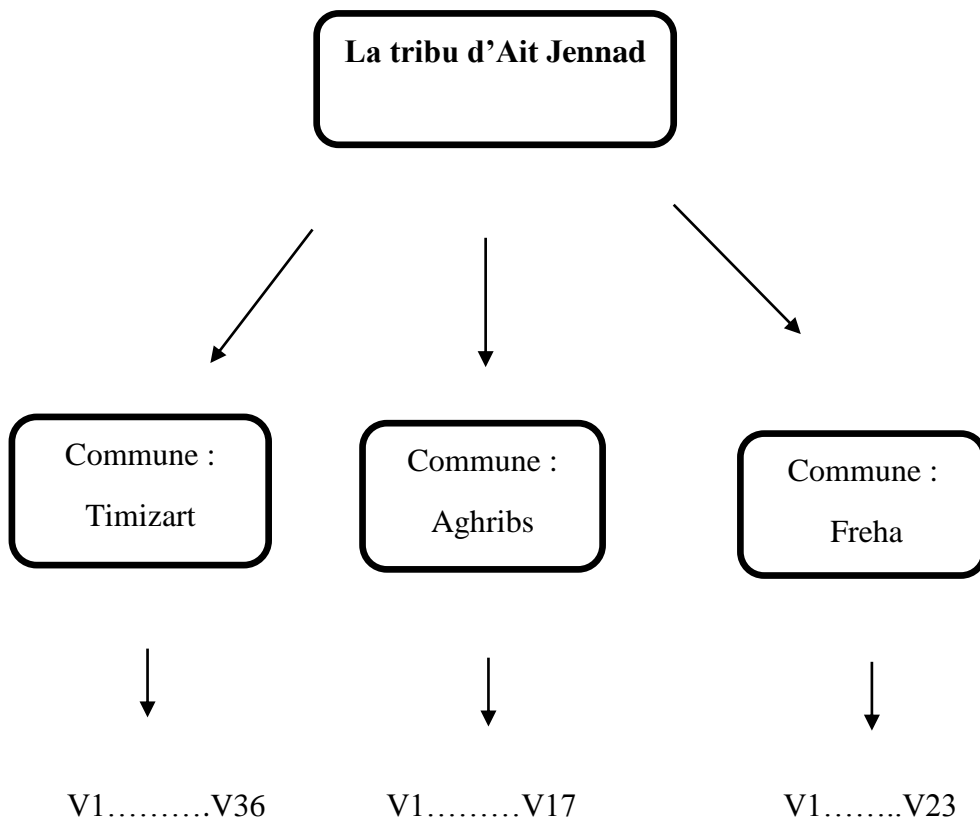 La tribu d’Ait Jennad
Commune :
Timizart
Commune :
Aghribs
Commune :
Freha
V1……….V36
V1………V17
V1……..V23